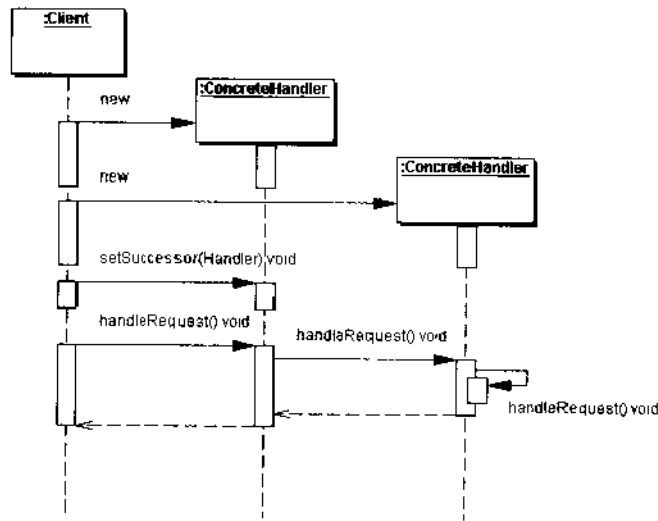 :Client
:ConcreteHandler
new
:ConcreteHandler
new
setSuccessor(Handler) void
handleRequest() void
handleRequest() void
handleRequest() void